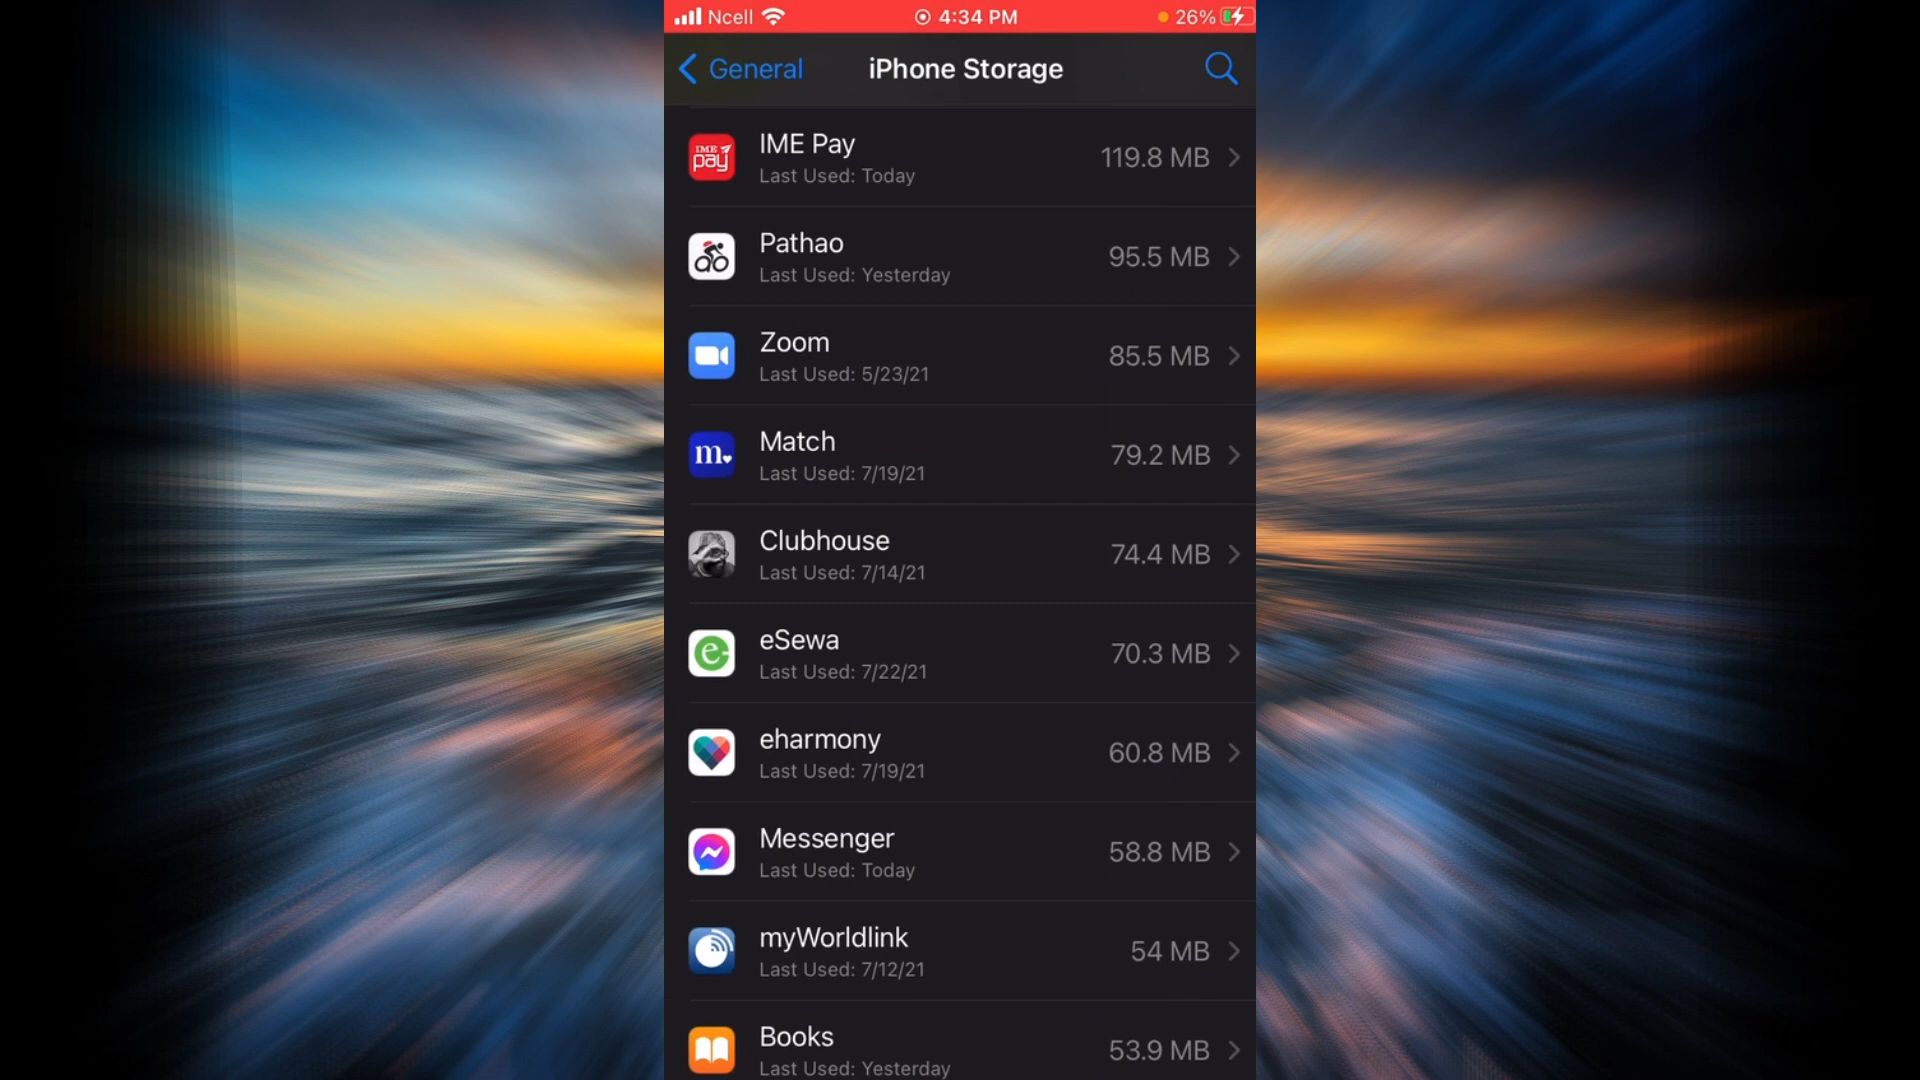 Ncell 4:34 PM 26%
General iPhone Storage
IME pay
IME Pay 119.8 MB
Last Used: Today
Pathao 95.5 MB
Last Used: Yesterday
Zoom 85.5 MB
Last Used: 5/23/21
m.
Match 79.2 MB
Last Used: 7/19/21
Clubhouse 74.4 MB
Last Used: 7/14/21
e
eSewa 70.3 MB
Last Used: 7/22/21
eharmony 60.8 MB
Last Used: 7/19/21
Messenger 58.8 MB
Last Used: Today
myWorldlink 54 MB
Last Used: 7/12/21
Books 53.9 MB
Last Used: Yesterday